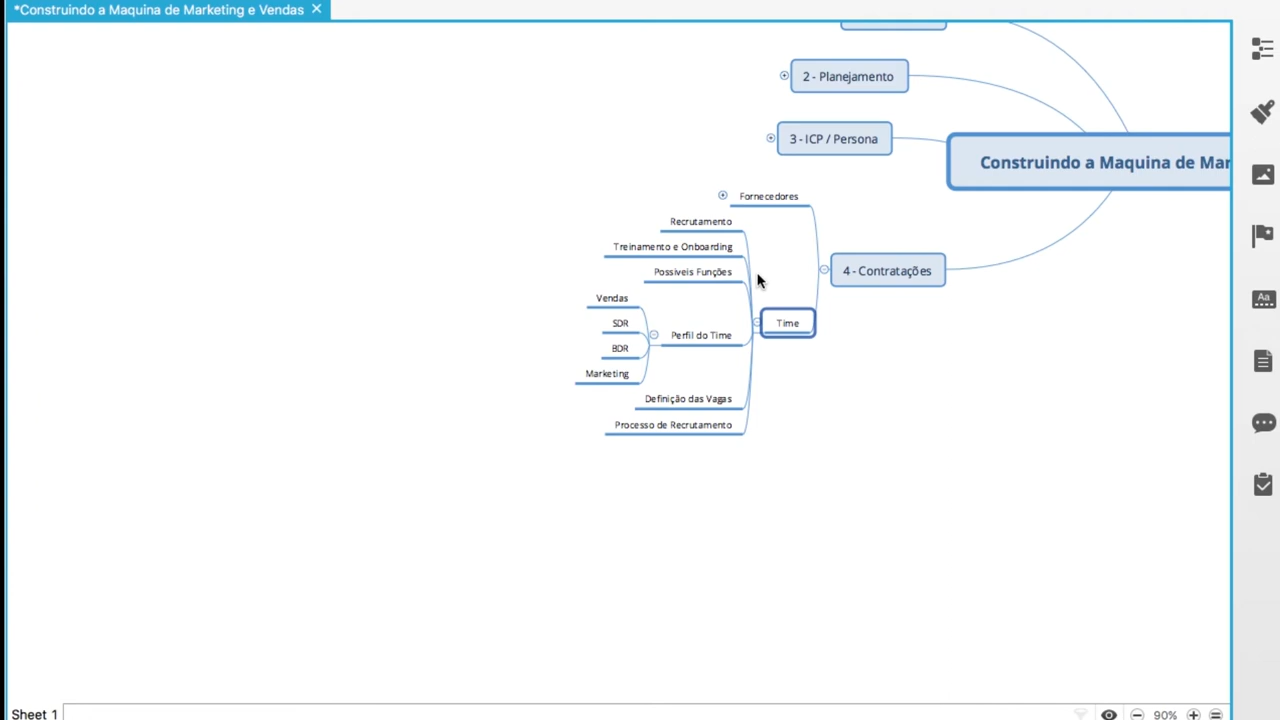 *Construindo a Maquina de Marketing e Vendas
2 - Planejamento
3 - ICP / Persona
Construindo a Maquina de Mar
Fornecedores
Recrutamento
Treinamento e Onboarding
Possiveis Funções
4 - Contratações
Vendas
SDR
Time
Perfil do Time
BDR
Marketing
Definição das Vagas
Processo de Recrutamento
Aa
Sheet 1
90%